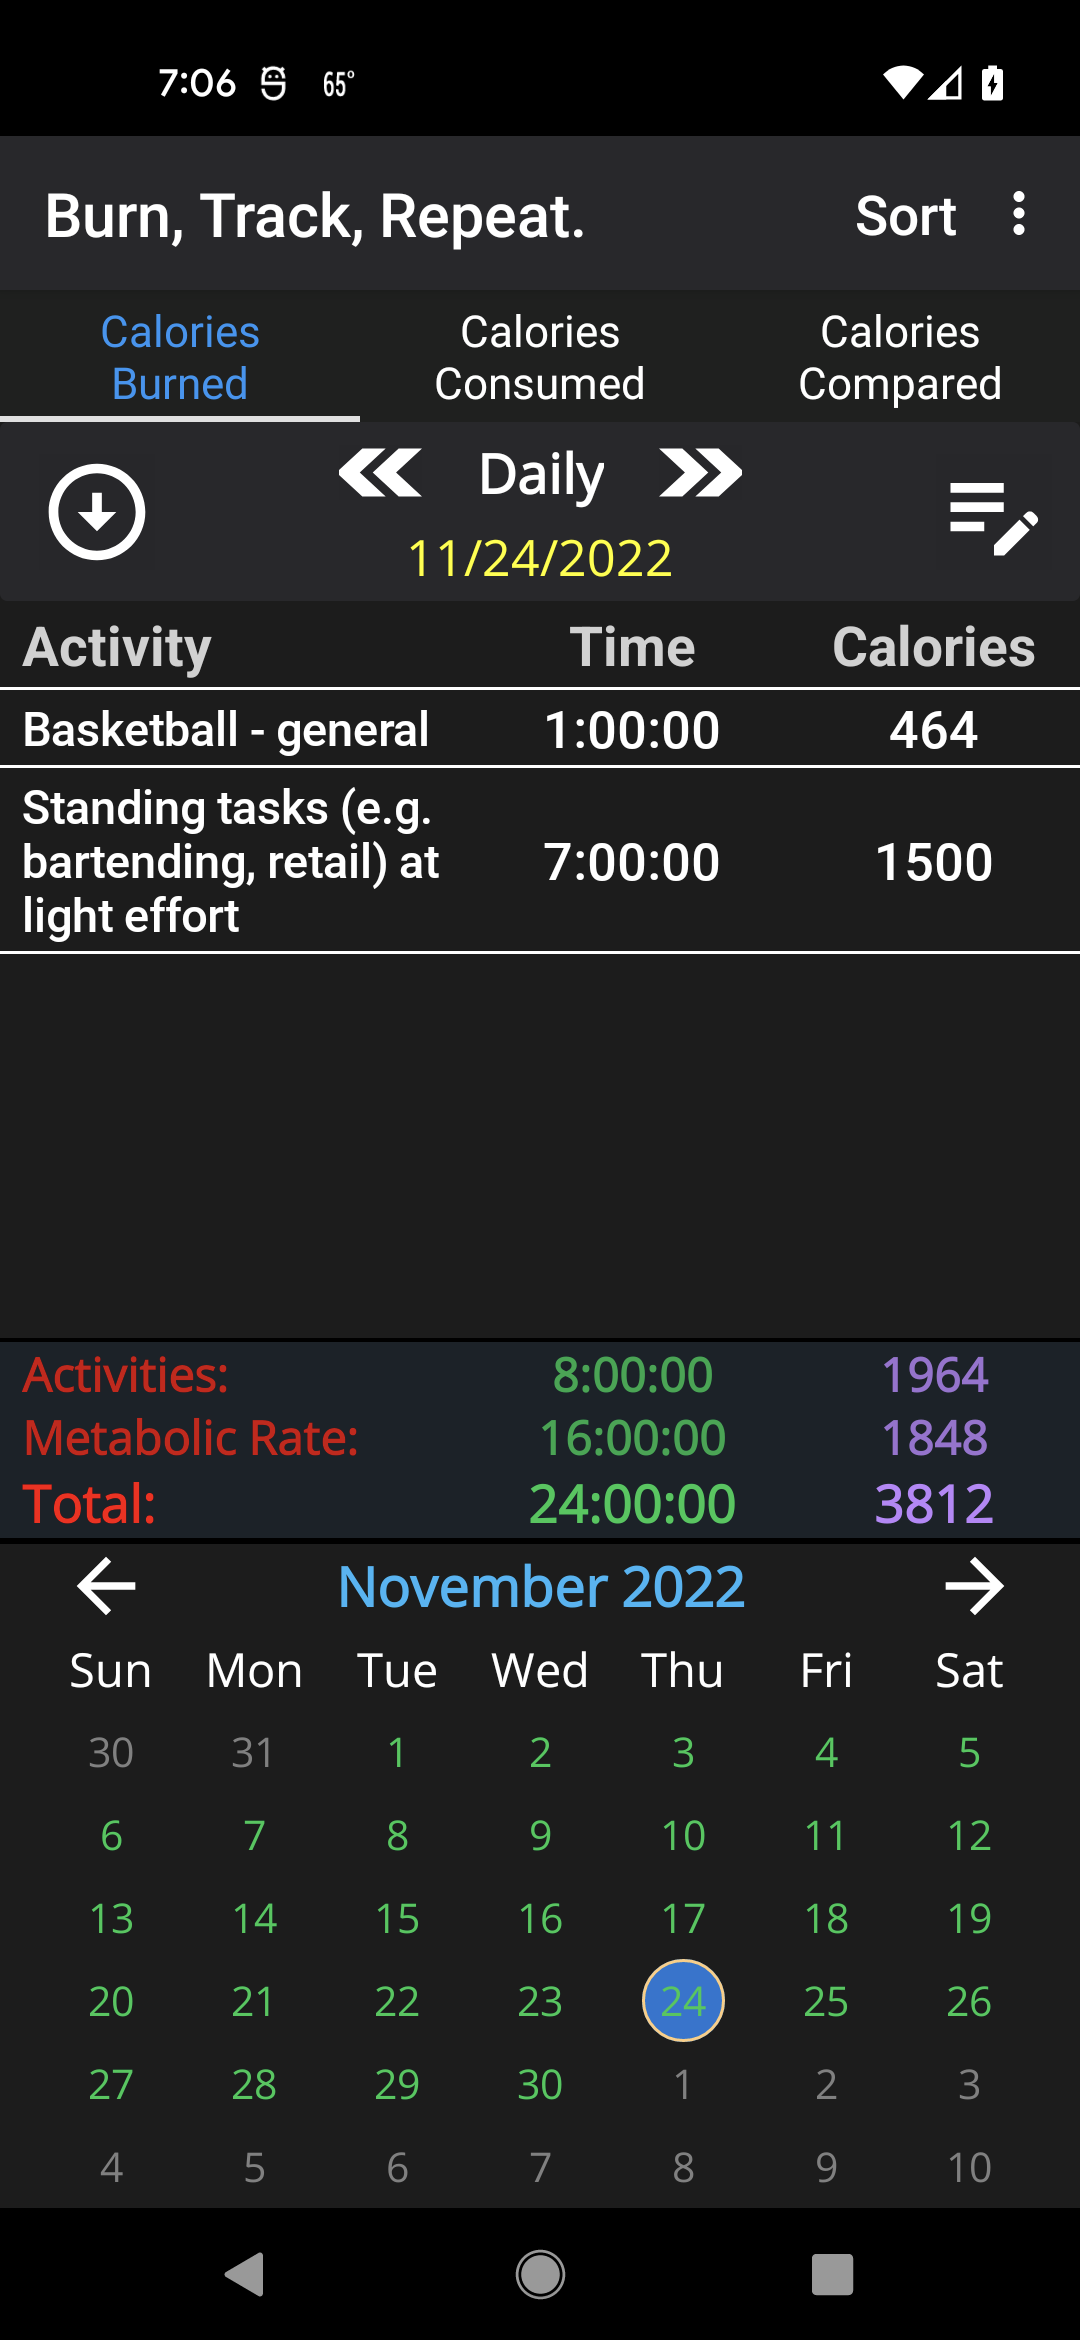 7:06 65°
Burn, Track, Repeat. Sort
Calories Burned Calories Consumed Calories Compared
Daily
11/24/2022
Activity Time Calories
Basketball - general 1:00:00 464
Standing tasks (e.g.
bartending, retail) at 7:00:00 1500
light effort
Activities: 8:00:00 1964
Metabolic Rate: 16:00:00 1848
Total: 24:00:00 3812
November 2022
Sun Mon Tue Wed Thu Fri Sat
30 31 1 2 3 4 5
6 7 8 9 10 11 12
13 14 15 16 17 18 19
20 21 22 23 24 25 26
27 28 29 30 1 2 3
4 5 6 7 8 9 10